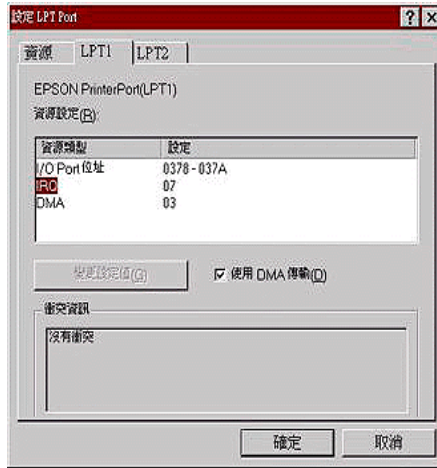 設定 LPT Port
資源 LPT1 LPT2
EPSON PrinterPort(LPT1)
資源設定(R):
資源類型 設定
I/O Port 位址 0378 - 037A
IRQ 07
DMA 03
變更設定值(G) 使用 DMA 傳輸(D)
衝突資訊
沒有衝突
確定 取消